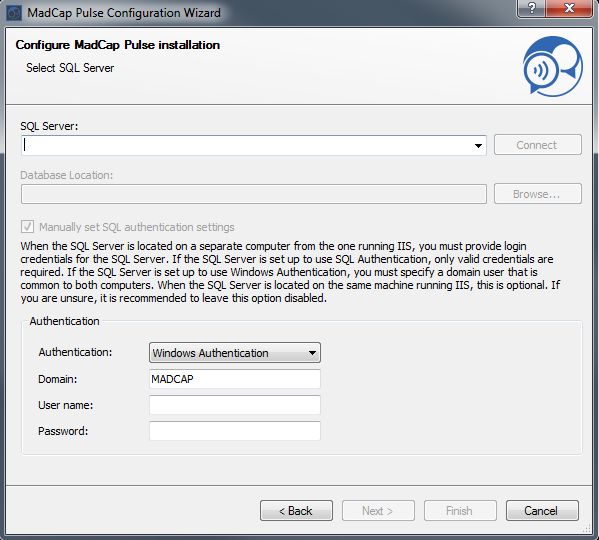 MadCap Pulse Configuration Wizard
Configure MadCap Pulse installation
Select SQL Server
SQL Server:
Connect
Database Location:
Browse...
Manually set SQL authentication settings
When the SQL Server is located on a separate computer from the one running IIS, you must provide login
credentials for the SQL Server. If the SQL Server is set up to use SQL Authentication, only valid credentials are
required. If the SQL Server is set up to use Windows Authentication, you must specify a domain user that is
common to both computers. When the SQL Server is located on the same machine running IIS, this is optional. If
you are unsure, it is recommended to leave this option disabled.
Authentication
Authentication: Windows Authentication
Domain: MADCAP
User name:
Password:
< Back Next > Finish Cancel